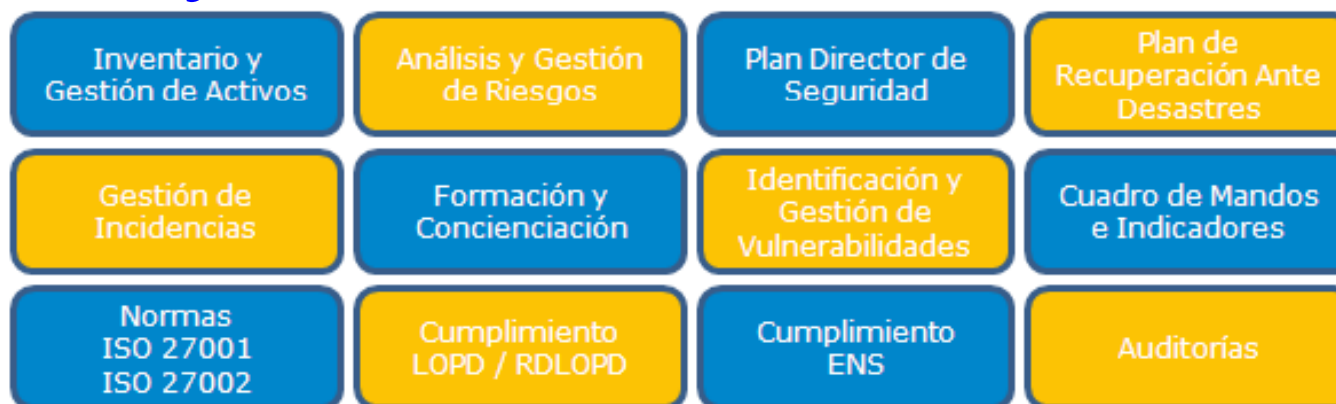 Inventario y
Gestión de Activos
Análisis y Gestión
de Riesgos
Plan Director de
Seguridad
Plan de
Recuperación Ante
Desastres
Gestión de
Incidencias
Formación y
Concienciación
Identificación y
Gestión de
Vulnerabilidades
Cuadro de Mandos
e Indicadores
Normas
ISO 27001
ISO 27002
Cumplimiento
LOPD / RDLOPD
Cumplimiento
ENS
Auditorías